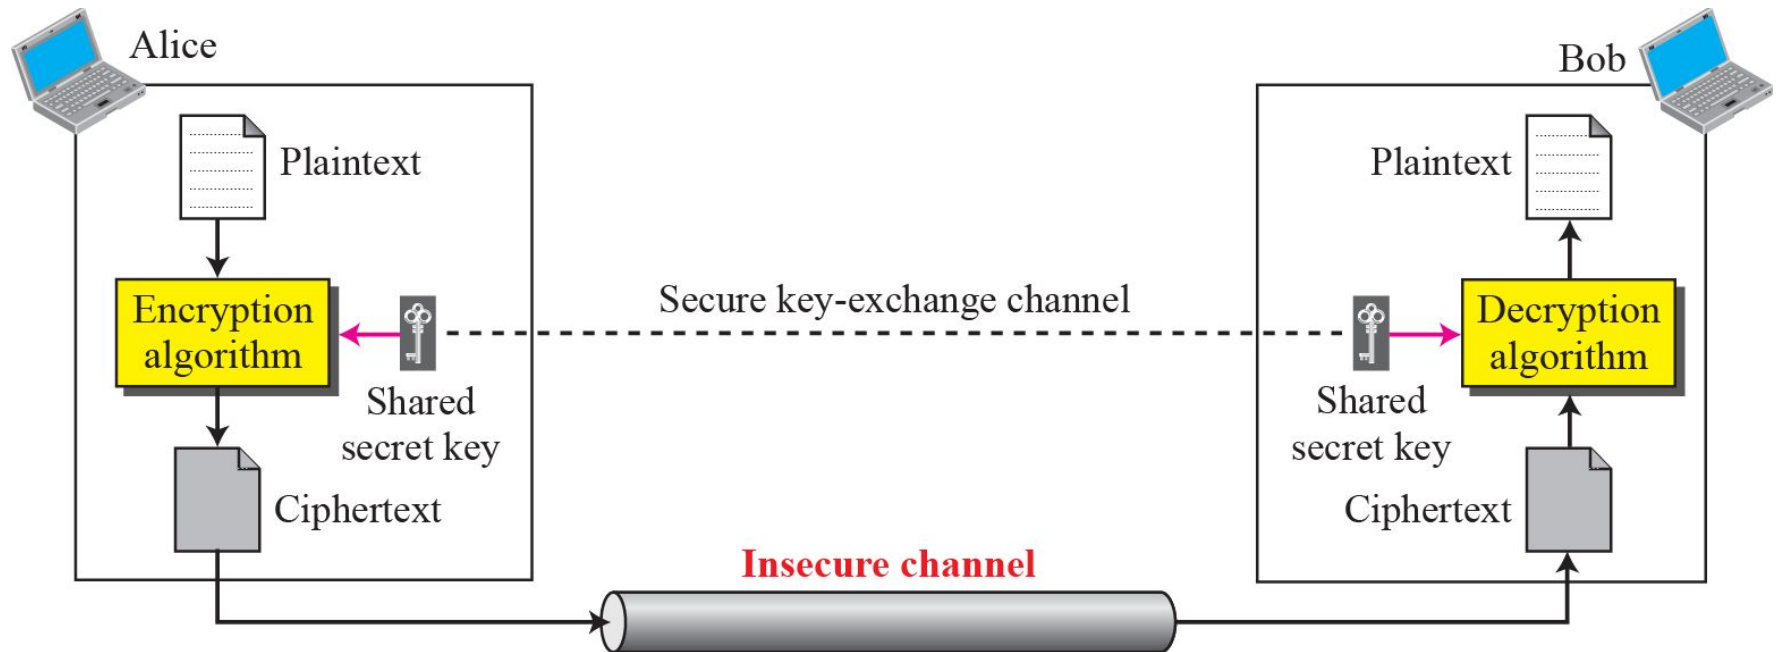 Alice
Bob
Plaintext
Plaintext
Encryption
algorithm
Secure key-exchange channel
Decryption
algorithm
Shared
secret key
Shared
secret key
Ciphertext
Ciphertext
Insecure channel